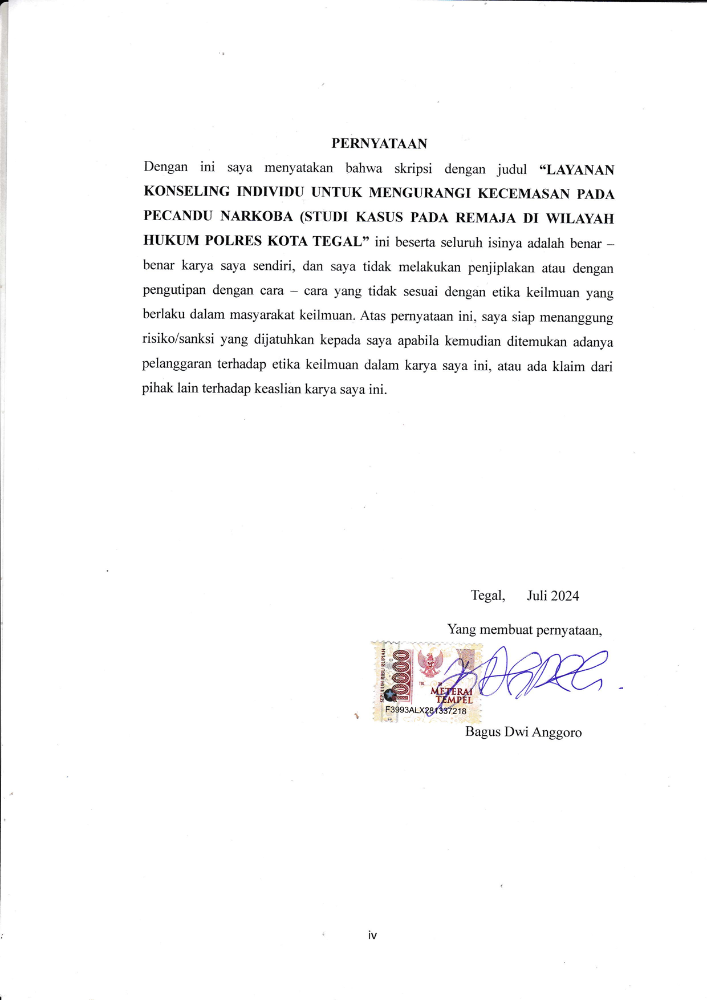 PERNYATAAN
Dengan ini saya menyatakan bahwa skripsi dengan judul “LAYANAN
KONSELING INDIVIDU UNTUK MENGURANGI KECEMASAN PADA
PECANDU NARKOBA (STUDI KASUS PADA REMAJA DI WILAYAH
HUKUM POLRES KOTA TEGAL” ini beserta seluruh isinya adalah benar –
benar karya saya sendiri, dan saya tidak melakukan penjiplakan atau dengan
pengutipan dengan cara – cara yang tidak sesuai dengan etika keilmuan yang
berlaku dalam masyarakat keilmuan. Atas pernyataan ini, saya siap menanggung
risiko/sanksi yang dijatuhkan kepada saya apabila kemudian ditemukan adanya
pelanggaran terhadap etika keilmuan dalam karya saya ini, atau ada klaim dari
pihak lain terhadap keaslian karya saya ini.
Tegal, Juli 2024
Yang membuat pernyataan,
SEPULUH RIBU RUPIAH
10000
TGL. 20
METERAI
TEMPEL
F3993ALX281337218
Bagus Dwi Anggoro
iv